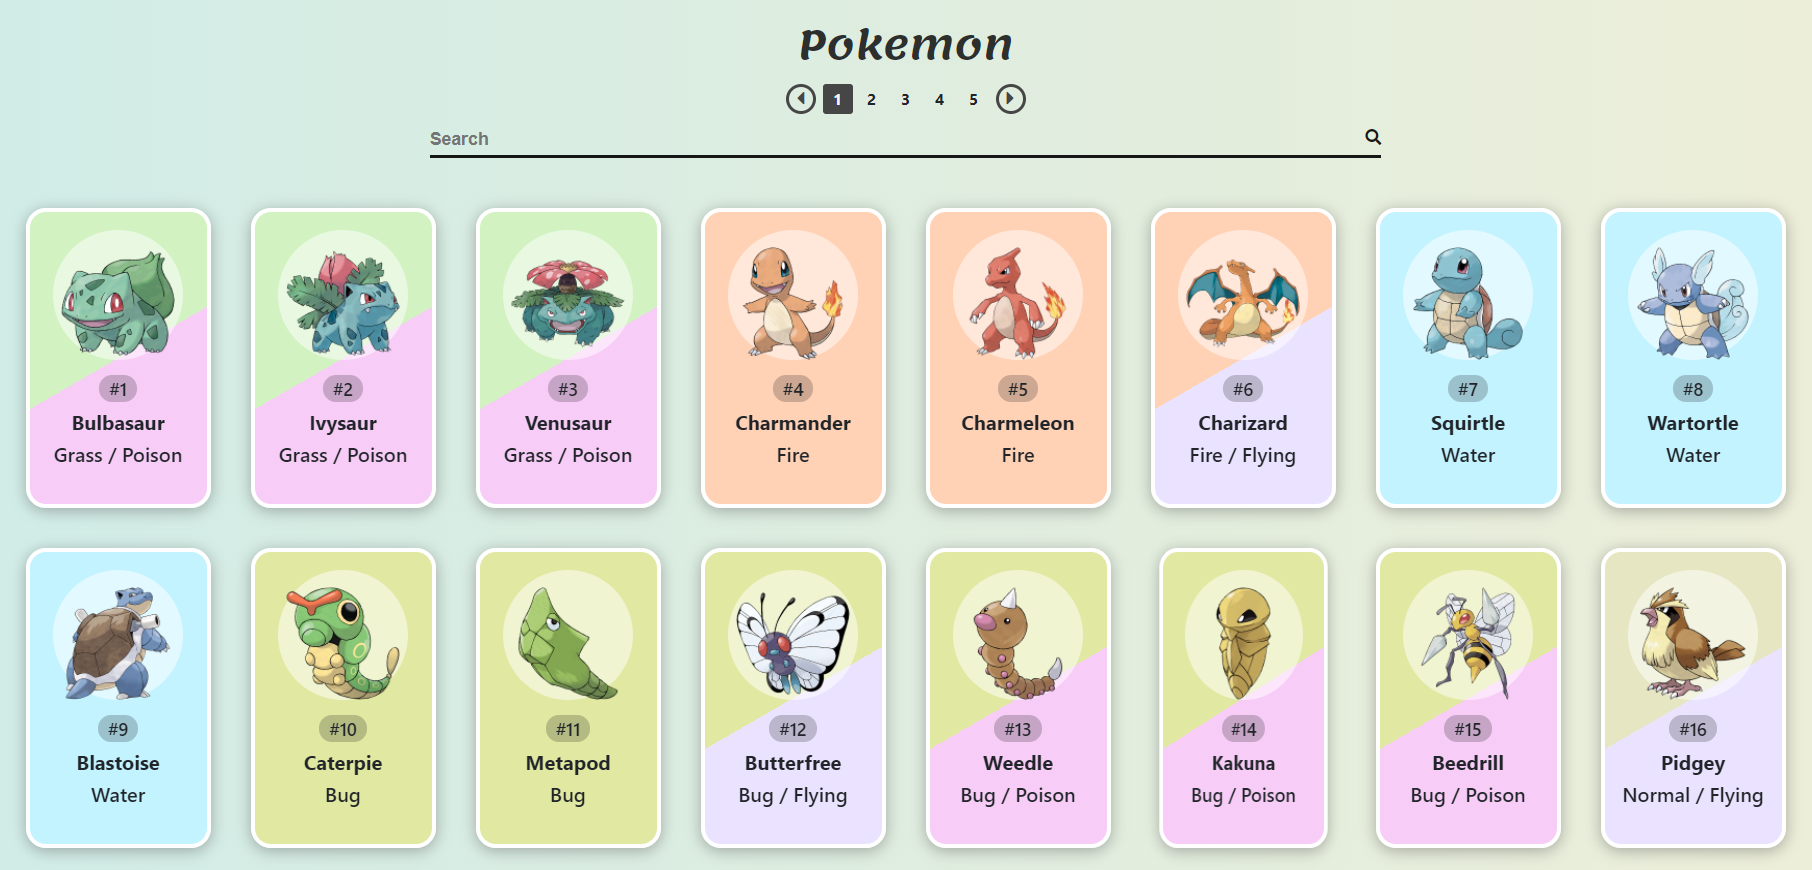 Pokemon
1 2 3 4 5
Search
#1 #2 #3 #4 #5 #6 #7 #8
Bulbasaur Ivysaur Venusaur Charmander Charmeleon Charizard Squirtle Wartortle
Grass / Poison Grass / Poison Grass / Poison Fire Fire Fire / Flying Water Water
#9 #10 #11 #12 #13 #14 #15 #16
Blastoise Caterpie Metapod Butterfree Weedle Kakuna Beedrill Pidgey
Water Bug Bug Bug / Flying Bug / Poison Bug / Poison Bug / Poison Normal / Flying